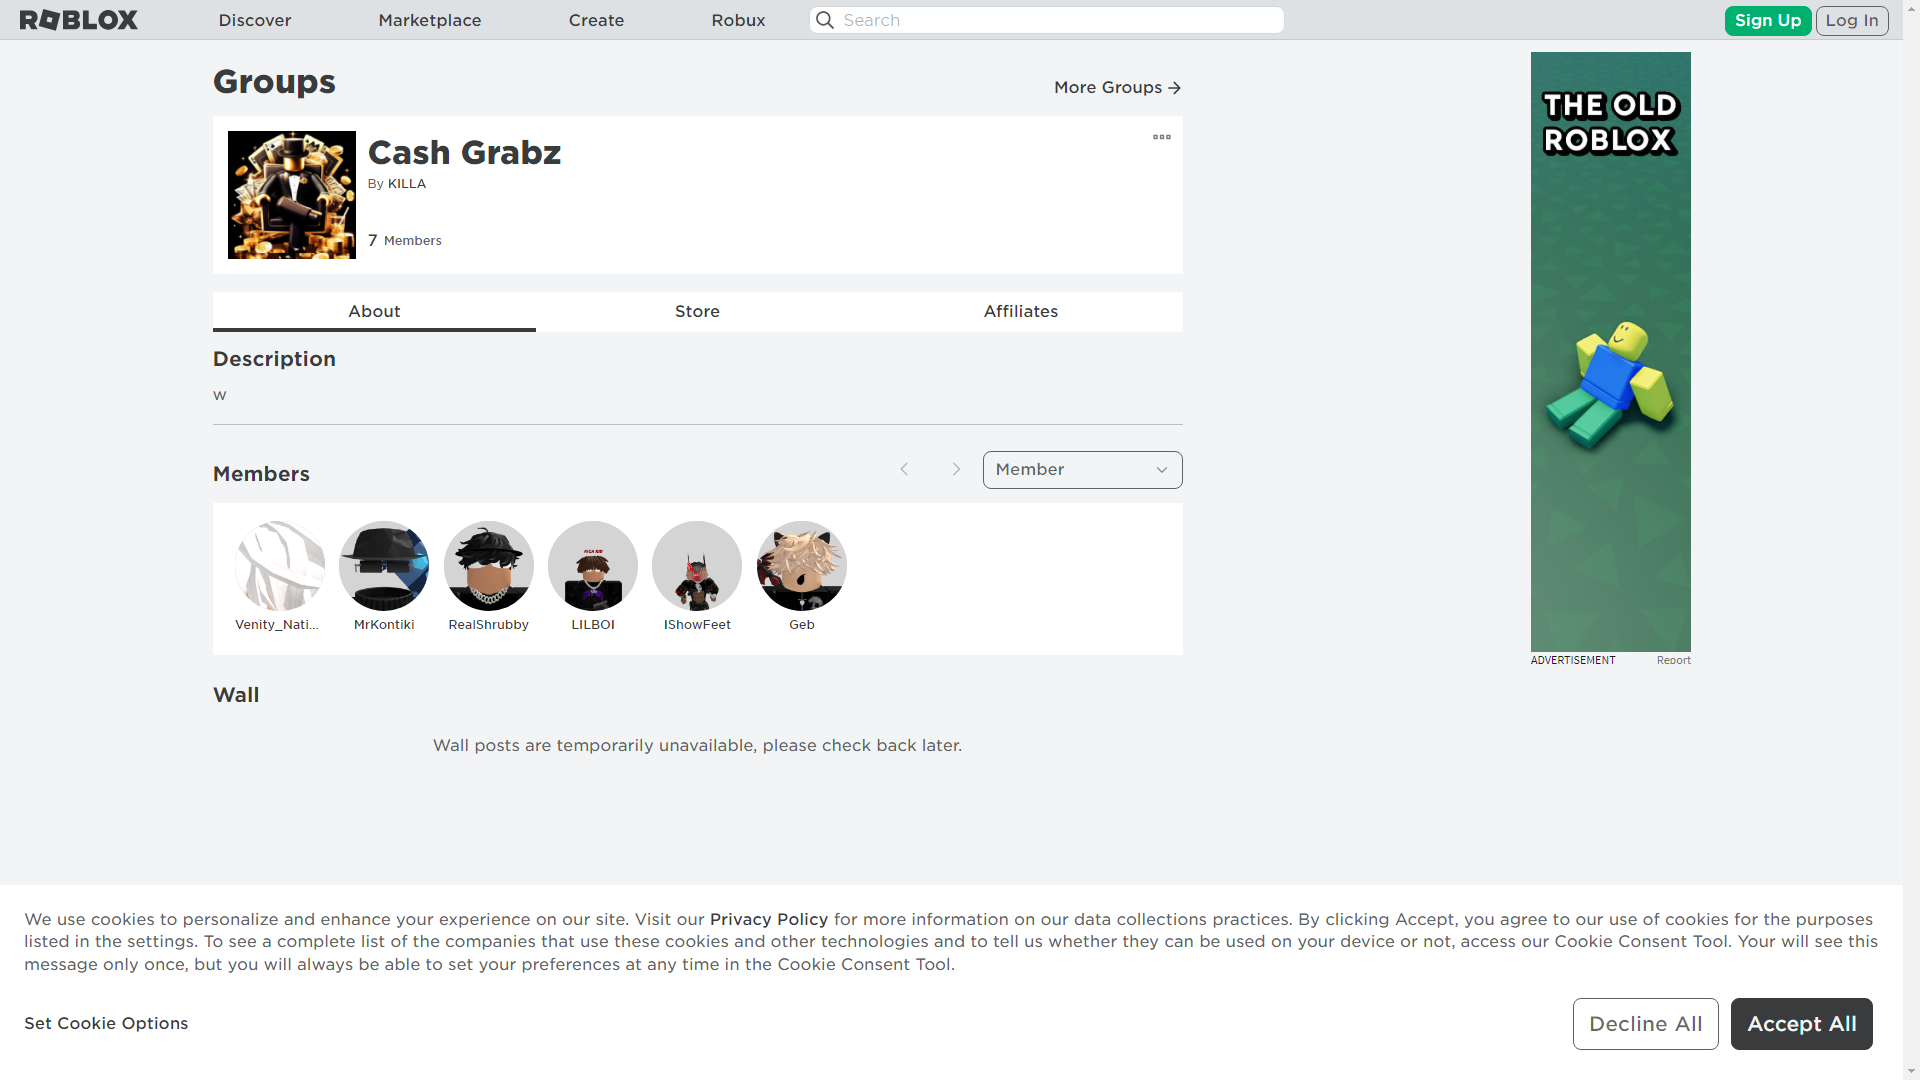 ROBLOX
Discover
Marketplace
Create
Robux
Search
Sign Up
Log In
Groups
More Groups
Cash Grabz
By KILLA
7 Members
About
Store
Affiliates
Description
W
Members
Member
RICH KID
Venity_Nati...
MrKontiki
RealShrubby
LILBOI
IShowFeet
Geb
Wall
Wall posts are temporarily unavailable, please check back later.
THE OLD
ROBLOX
ADVERTISEMENT
Report
We use cookies to personalize and enhance your experience on our site. Visit our Privacy Policy for more information on our data collections practices. By clicking Accept, you agree to our use of cookies for the purposes
listed in the settings. To see a complete list of the companies that use these cookies and other technologies and to tell us whether they can be used on your device or not, access our Cookie Consent Tool. Your will see this
message only once, but you will always be able to set your preferences at any time in the Cookie Consent Tool.
Set Cookie Options
Decline All
Accept All